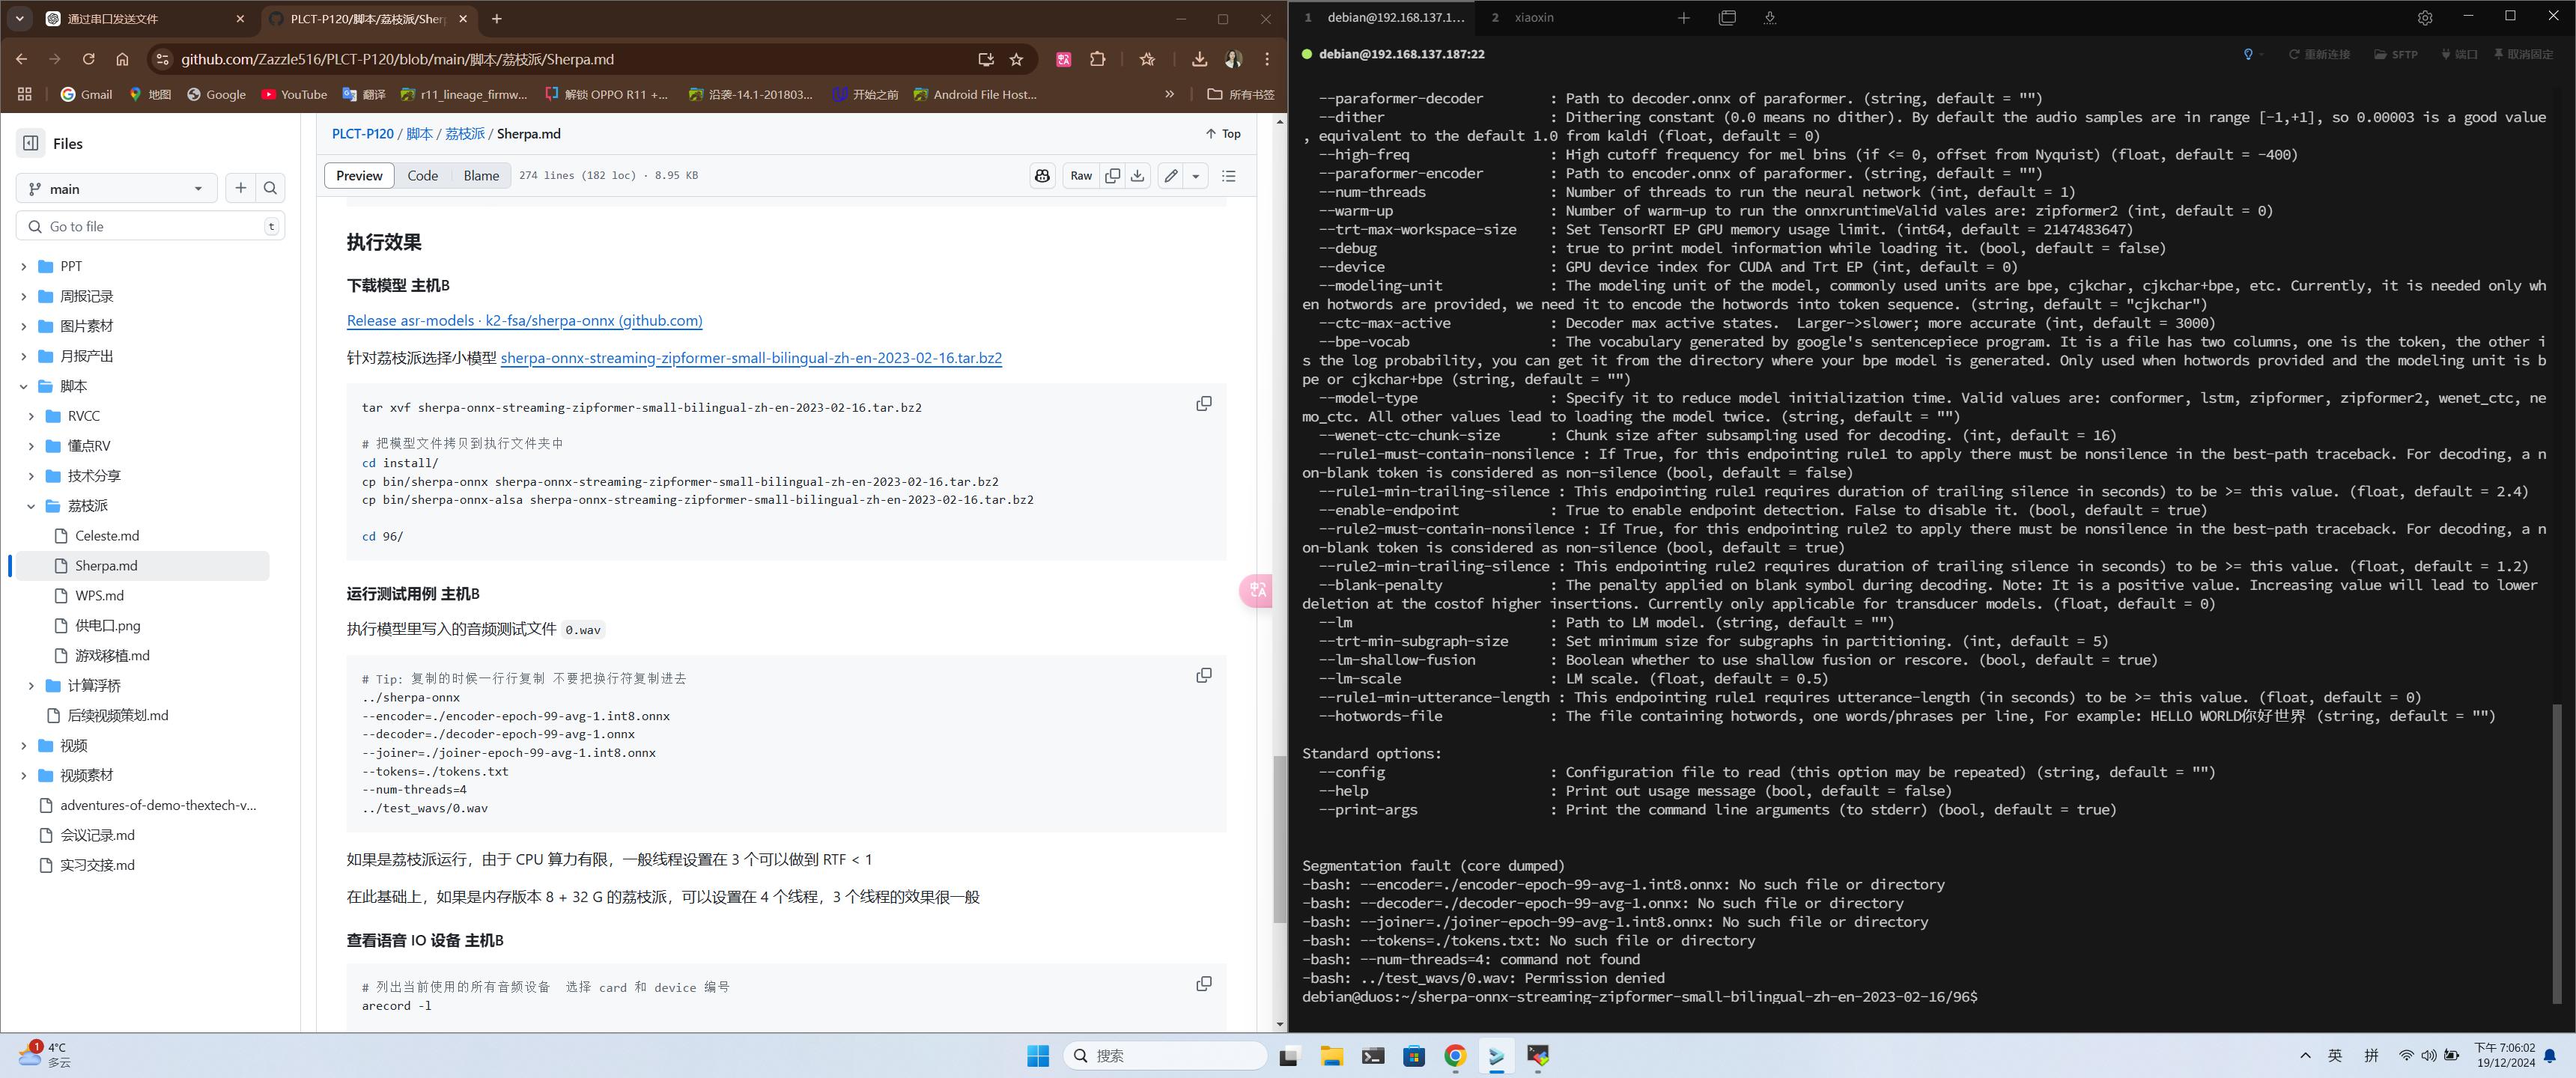 通过串口发送文件
PLCT-P120/脚本/荔枝派/Sher
github.com/Zazzle516/PLCT-P120/blob/main/脚本/荔枝派/Sherpa.md
Gmail
地图
Google
YouTube
翻译
r11_lineage_firmw...
解锁 OPPO R11 +...
沿袭-14.1-201803...
开始之前
Android File Host...
»
所有书签
Files
main
Go to file
t
PPT
周报记录
图片素材
月报产出
脚本
RVCC
懂点RV
技术分享
荔枝派
Celeste.md
Sherpa.md
WPS.md
供电口.png
游戏移植.md
计算浮桥
后续视频策划.md
视频
视频素材
adventures-of-demo-thextech-v...
会议记录.md
实习交接.md
PLCT-P120 / 脚本 / 荔枝派 / Sherpa.md
Top
Preview
Code
Blame
274 lines (182 loc) · 8.95 KB
Raw
执行效果
下载模型 主机B
Release asr-models · k2-fsa/sherpa-onnx (github.com)
针对荔枝派选择小模型 sherpa-onnx-streaming-zipformer-small-bilingual-zh-en-2023-02-16.tar.bz2
tar xvf sherpa-onnx-streaming-zipformer-small-bilingual-zh-en-2023-02-16.tar.bz2
# 把模型文件拷贝到执行文件夹中
cd install/
cp bin/sherpa-onnx sherpa-onnx-streaming-zipformer-small-bilingual-zh-en-2023-02-16.tar.bz2
cp bin/sherpa-onnx-alsa sherpa-onnx-streaming-zipformer-small-bilingual-zh-en-2023-02-16.tar.bz2
cd 96/
运行测试用例 主机B
执行模型里写入的音频测试文件 0.wav
# Tip: 复制的时候一行行复制 不要把换行符复制进去
../sherpa-onnx
--encoder=./encoder-epoch-99-avg-1.int8.onnx
--decoder=./decoder-epoch-99-avg-1.onnx
--joiner=./joiner-epoch-99-avg-1.int8.onnx
--tokens=./tokens.txt
--num-threads=4
../test_wavs/0.wav
如果是荔枝派运行，由于 CPU 算力有限，一般线程设置在 3 个可以做到 RTF < 1
在此基础上，如果是内存版本 8 + 32 G 的荔枝派，可以设置在 4 个线程，3 个线程的效果很一般
查看语音 IO 设备 主机B
# 列出当前使用的所有音频设备  选择 card 和 device 编号
arecord -l
1 debian@192.168.137.1...
2 xiaoxin
debian@192.168.137.187:22
重新连接
SFTP
端口
取消固定
--paraformer-decoder : Path to decoder.onnx of paraformer. (string, default = "")
--dither : Dithering constant (0.0 means no dither). By default the audio samples are in range [-1,+1], so 0.00003 is a good value
, equivalent to the default 1.0 from kaldi (float, default = 0)
--high-freq : High cutoff frequency for mel bins (if <= 0, offset from Nyquist) (float, default = -400)
--paraformer-encoder : Path to encoder.onnx of paraformer. (string, default = "")
--num-threads : Number of threads to run the neural network (int, default = 1)
--warm-up : Number of warm-up to run the onnxruntimeValid vales are: zipformer2 (int, default = 0)
--trt-max-workspace-size : Set TensorRT EP GPU memory usage limit. (int64, default = 2147483647)
--debug : true to print model information while loading it. (bool, default = false)
--device : GPU device index for CUDA and Trt EP (int, default = 0)
--modeling-unit : The modeling unit of the model, commonly used units are bpe, cjkchar, cjkchar+bpe, etc. Currently, it is needed only wh
en hotwords are provided, we need it to encode the hotwords into token sequence. (string, default = "cjkchar")
--ctc-max-active : Decoder max active states.  Larger->slower; more accurate (int, default = 3000)
--bpe-vocab : The vocabulary generated by google's sentencepiece program. It is a file has two columns, one is the token, the other i
s the log probability, you can get it from the directory where your bpe model is generated. Only used when hotwords provided and the modeling unit is b
pe or cjkchar+bpe (string, default = "")
--model-type : Specify it to reduce model initialization time. Valid values are: conformer, lstm, zipformer, zipformer2, wenet_ctc, ne
mo_ctc. All other values lead to loading the model twice. (string, default = "")
--wenet-ctc-chunk-size : Chunk size after subsampling used for decoding. (int, default = 16)
--rule1-must-contain-nonsilence : If True, for this endpointing rule1 to apply there must be nonsilence in the best-path traceback. For decoding, a n
on-blank token is considered as non-silence (bool, default = false)
--rule1-min-trailing-silence : This endpointing rule1 requires duration of trailing silence in seconds) to be >= this value. (float, default = 2.4)
--enable-endpoint : True to enable endpoint detection. False to disable it. (bool, default = true)
--rule2-must-contain-nonsilence : If True, for this endpointing rule2 to apply there must be nonsilence in the best-path traceback. For decoding, a n
on-blank token is considered as non-silence (bool, default = true)
--rule2-min-trailing-silence : This endpointing rule2 requires duration of trailing silence in seconds) to be >= this value. (float, default = 1.2)
--blank-penalty : The penalty applied on blank symbol during decoding. Note: It is a positive value. Increasing value will lead to lower
deletion at the costof higher insertions. Currently only applicable for transducer models. (float, default = 0)
--lm : Path to LM model. (string, default = "")
--trt-min-subgraph-size : Set minimum size for subgraphs in partitioning. (int, default = 5)
--lm-shallow-fusion : Boolean whether to use shallow fusion or rescore. (bool, default = true)
--lm-scale : LM scale. (float, default = 0.5)
--rule1-min-utterance-length : This endpointing rule1 requires utterance-length (in seconds) to be >= this value. (float, default = 0)
--hotwords-file : The file containing hotwords, one words/phrases per line, For example: HELLO WORLD你好世界 (string, default = "")
Standard options:
--config : Configuration file to read (this option may be repeated) (string, default = "")
--help : Print out usage message (bool, default = false)
--print-args : Print the command line arguments (to stderr) (bool, default = true)
Segmentation fault (core dumped)
-bash: --encoder=./encoder-epoch-99-avg-1.int8.onnx: No such file or directory
-bash: --decoder=./decoder-epoch-99-avg-1.onnx: No such file or directory
-bash: --joiner=./joiner-epoch-99-avg-1.int8.onnx: No such file or directory
-bash: --tokens=./tokens.txt: No such file or directory
-bash: --num-threads=4: command not found
-bash: ../test_wavs/0.wav: Permission denied
debian@duos:~/sherpa-onnx-streaming-zipformer-small-bilingual-zh-en-2023-02-16/96$
1
4°C
多云
搜索
英
拼
下午 7:06:02
19/12/2024